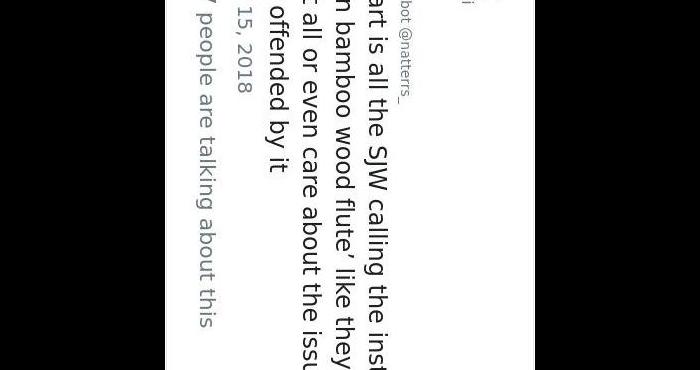 bot @natterrs_
art is all the SJW calling the inst
n bamboo wood flute' like they
t all or even care about the issu
offended by it
15, 2018
people are talking about this